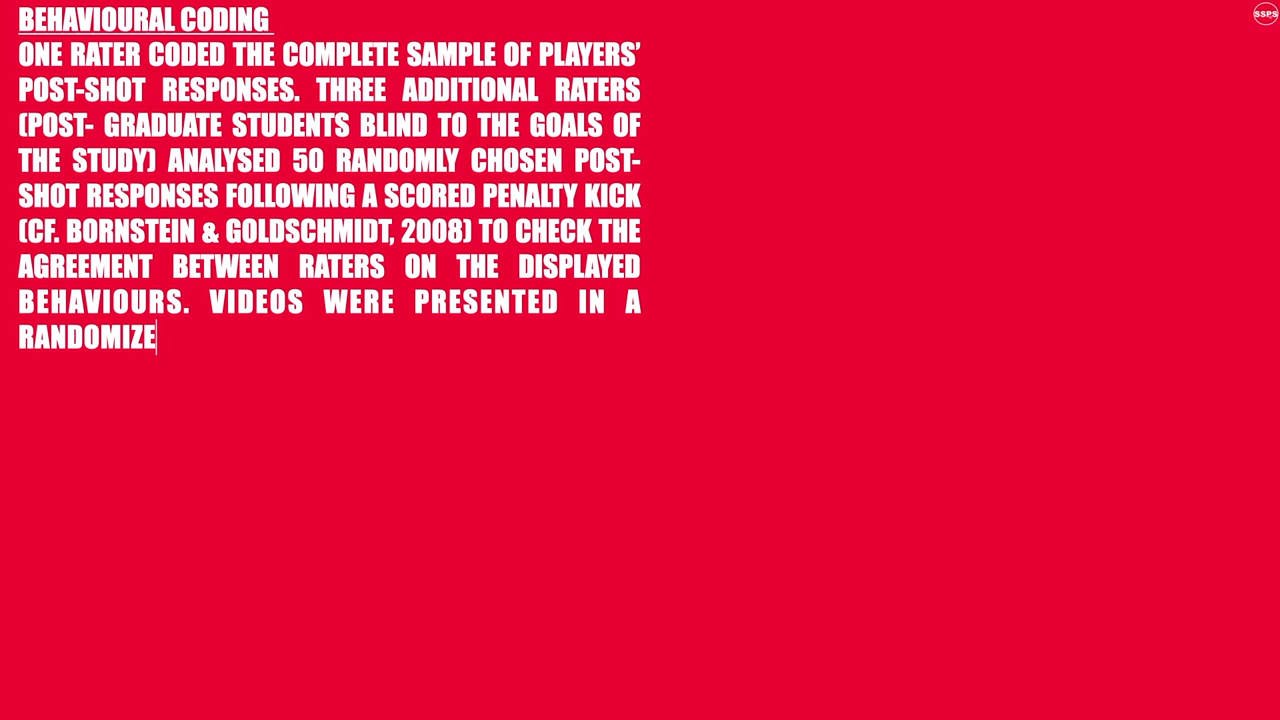 BEHAVIOURAL CODING
ONE RATER CODED THE COMPLETE SAMPLE OF PLAYERS'
POST-SHOT RESPONSES. THREE ADDITIONAL RATERS
(POST- GRADUATE STUDENTS BLIND TO THE GOALS OF
THE STUDY) ANALYSED 50 RANDOMLY CHOSEN POST-
SHOT RESPONSES FOLLOWING A SCORED PENALTY KICK
(CF. BORNSTEIN & GOLDSCHMIDT, 2008) TO CHECK THE
AGREEMENT BETWEEN RATERS ON THE DISPLAYED
BEHAVIOURS. VIDEOS WERE PRESENTED IN A
RANDOMIZE
SSPS